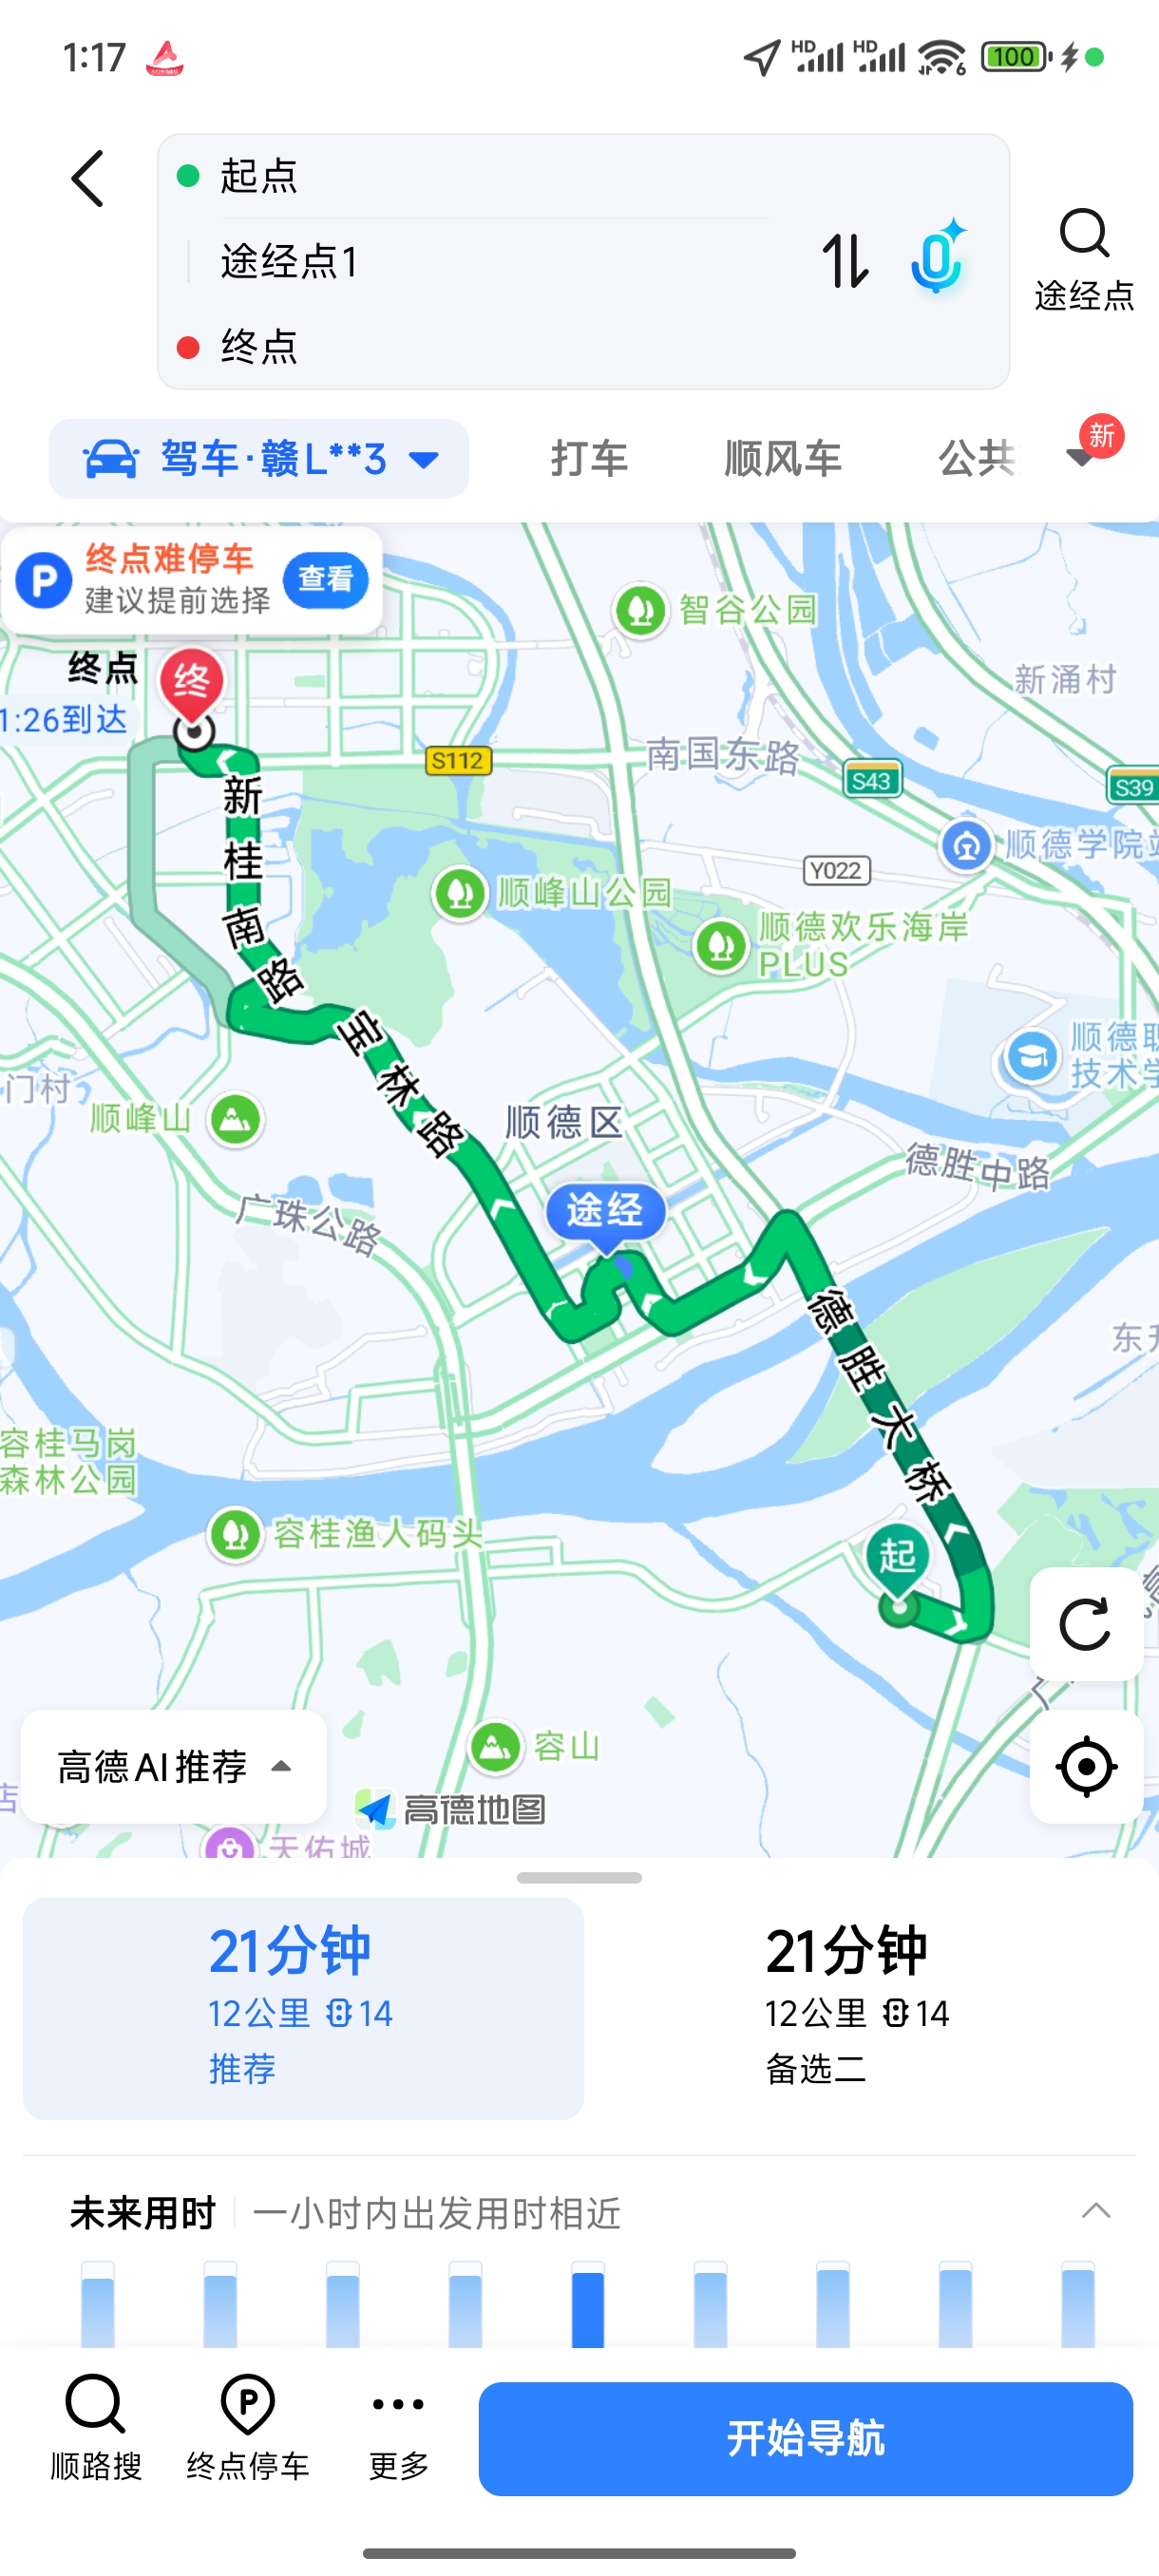 1:17
HD HD 6 100
起点
途经点1
终点
途经点
驾车·赣L**3
打车
顺风车
公共
新
P
终点难停车
建议提前选择
查看
智谷公园
终点
终
新涌村
1:26到达
S112
南国东路
S43
S39
新桂南路
顺德学院站
Y022
顺峰山公园
顺德欢乐海岸
PLUS
宝林路
门村
顺峰山
顺德区
德胜中路
途经
广珠公路
德胜大桥
容桂马岗
森林公园
容桂渔人码头
起
高德AI推荐
容山
高德地图
天佑城
21分钟
12公里 14
推荐
21分钟
12公里 14
备选二
未来用时
一小时内出发用时相近
顺路搜
P
终点停车
更多
开始导航